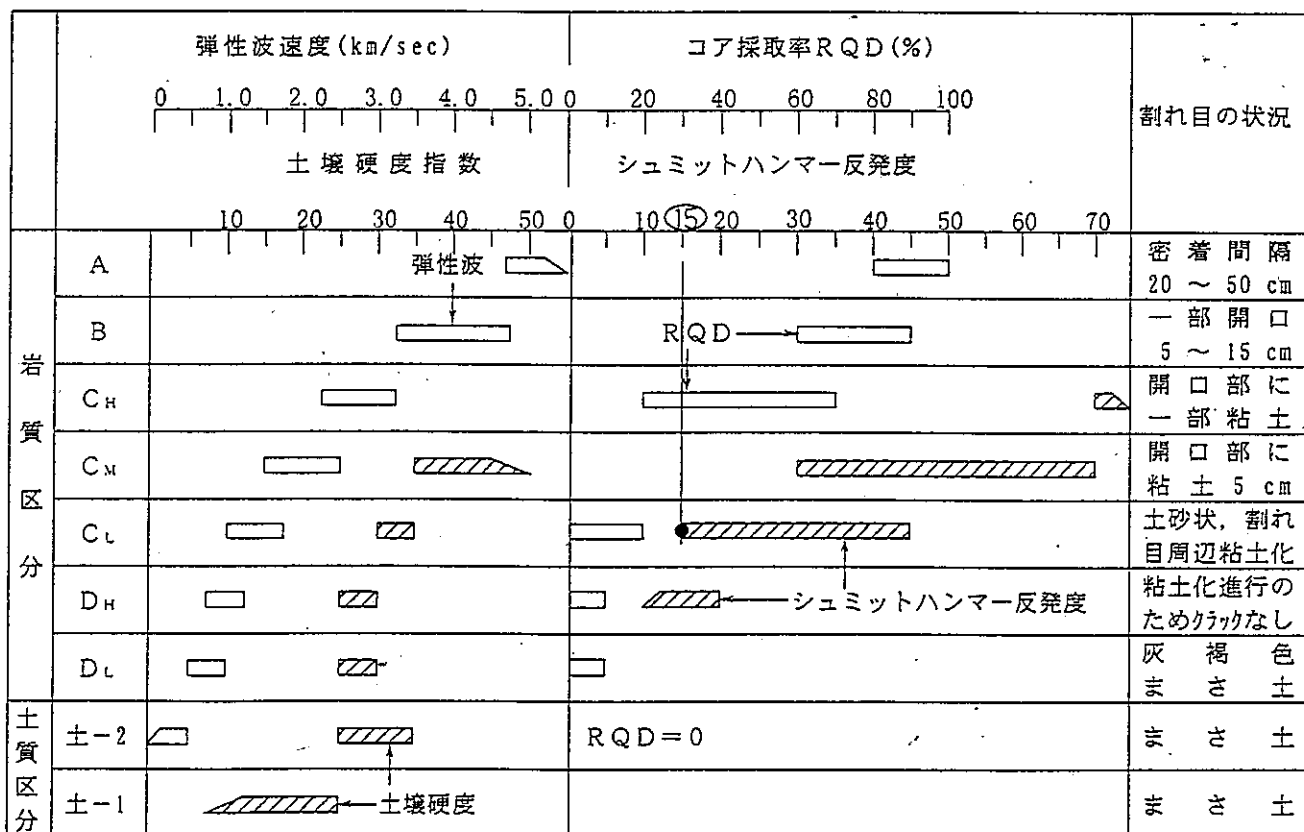 弾性波速度(km/sec) コア採取率RQD(%)
0 1.0 2.0 3.0 4.0 5.0 0 20 40 60 80 100
割れ目の状況
土壌硬度指数 シュミットハンマー反発度
10 20 30 40 50 0 10 15 20 30 40 50 60 70
岩質区分
A 弾性波 密着間隔
20～50cm
B RQD 一部開口
5～15cm
CH 開口部に
一部粘土
CM 開口部に
粘土5cm
CL 土砂状,割れ
目周辺粘土化
DH シュミットハンマー反発度 粘土化進行の
ためクラックなし
DL 灰褐色
まさ土
土質区分
土-2 RQD=0 まさ土
土-1 土壌硬度 まさ土